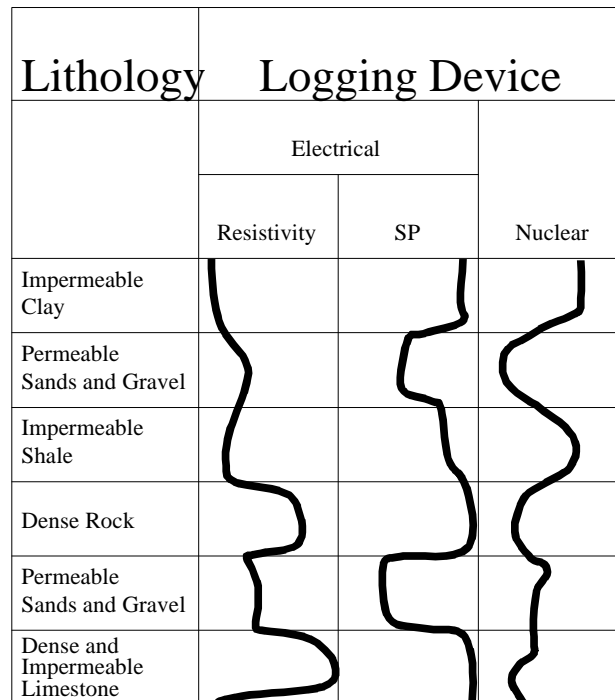 Lithology
Logging Device
Electrical
Resistivity
SP
Nuclear
Impermeable
Clay
Permeable
Sands and Gravel
Impermeable
Shale
Dense Rock
Permeable
Sands and Gravel
Dense and
Impermeable
Limestone